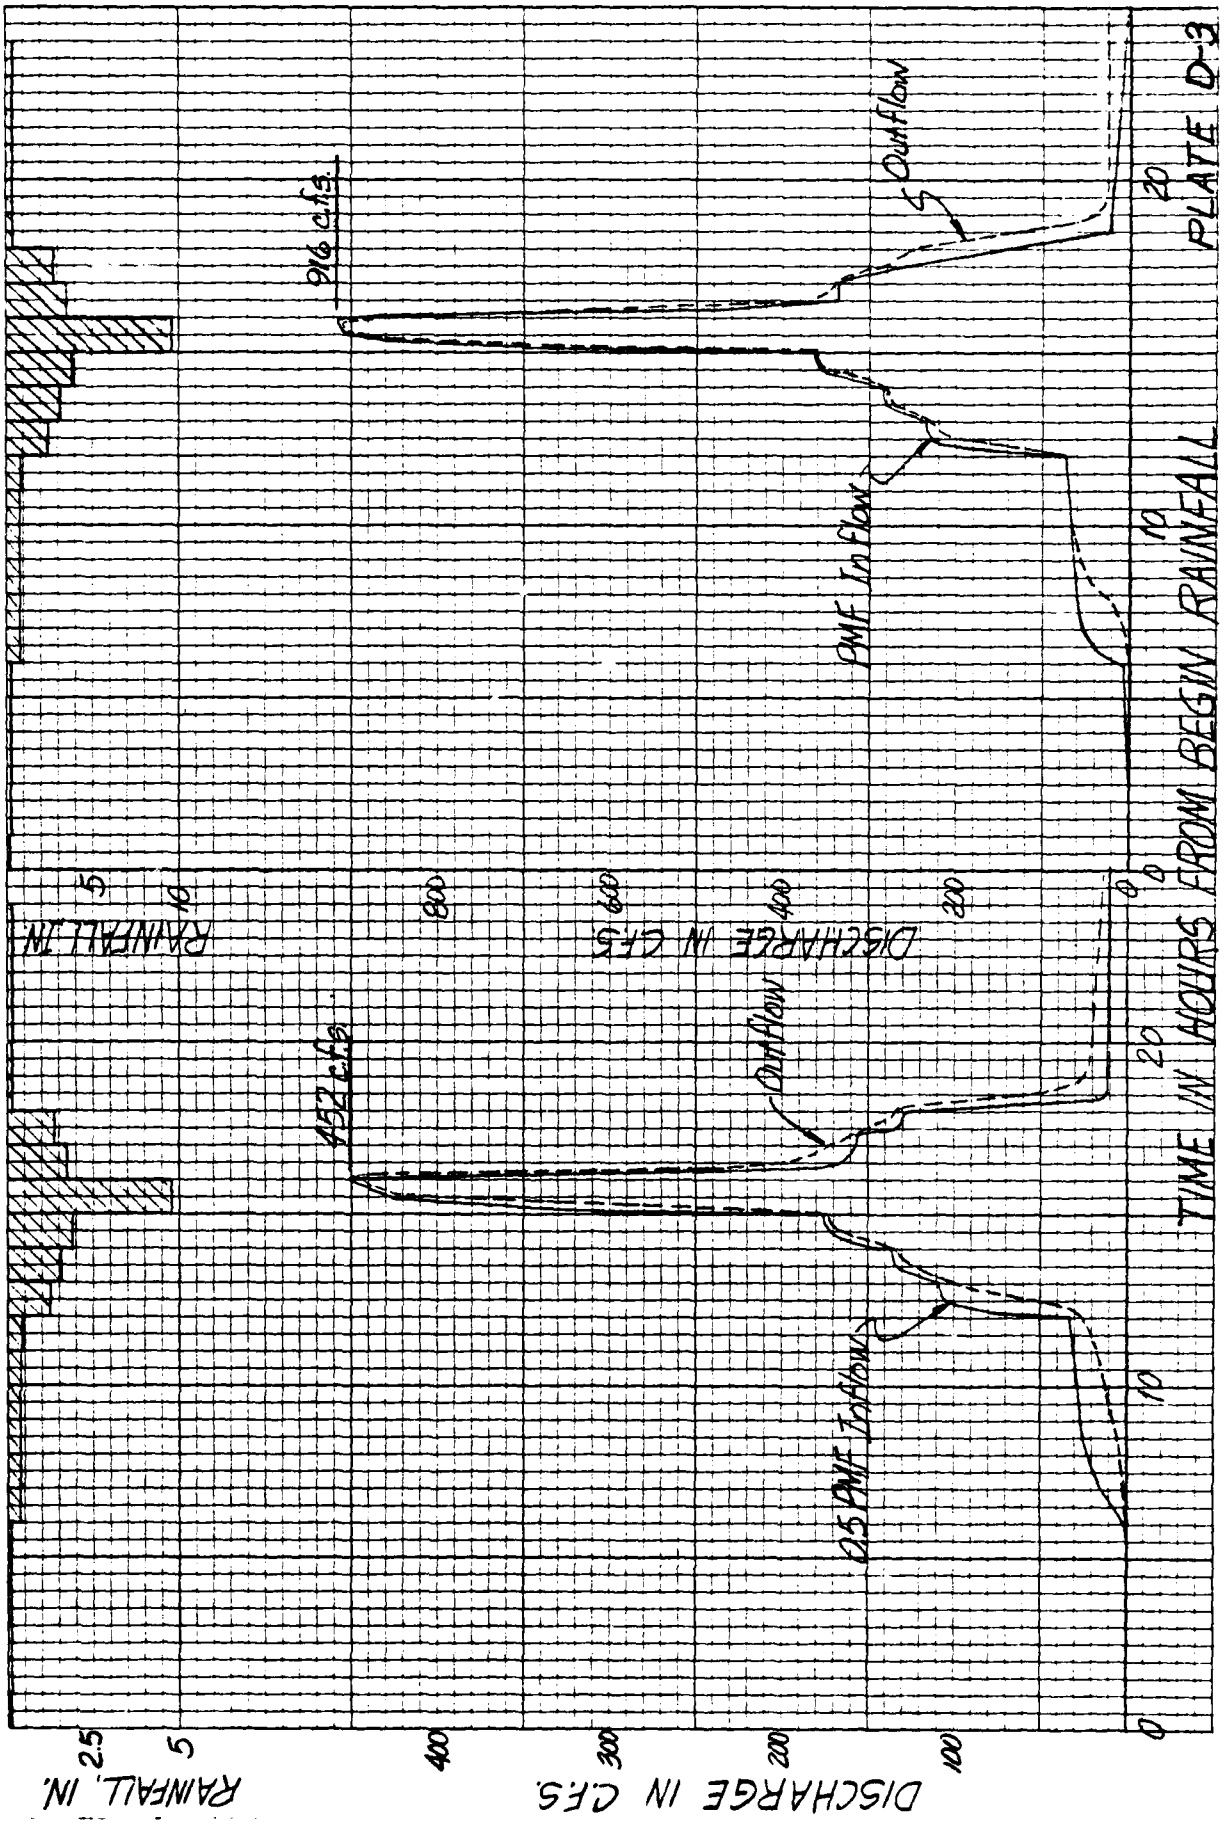 RAINFALL, IN.
2.5
5
DISCHARGE IN C.F.S.
400
300
200
100
452 c.f.s.
Outflow
0.5 PMF Inflow
0
10
20
RAINFALL IN
5
10
DISCHARGE IN C.F.S
800
600
400
200
0
916 c.f.s.
Outflow
PMF Inflow
0
10
20
TIME IN HOURS FROM BEGIN RAINFALL
PLATE D-3